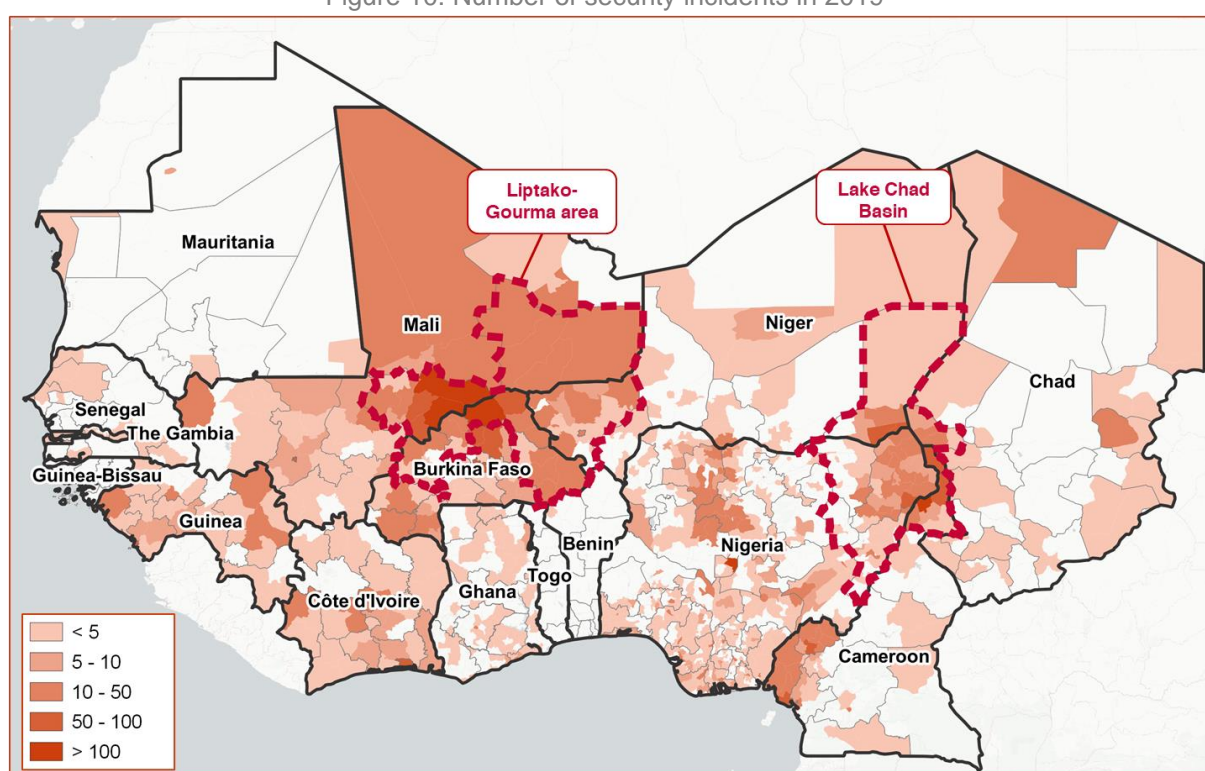 Figure Number of security incidents in 2019
Liptako-
Gourma area
Lake Chad
Basin
Mauritania
Mali
Niger
Chad
Senegal
The Gambia
Guinea-Bissau
Burkina Faso
Guinea
Benin
Nigeria
Togo
Ghana
Côte d'Ivoire
Cameroon
< 5
5 - 10
10 - 50
50 - 100
> 100